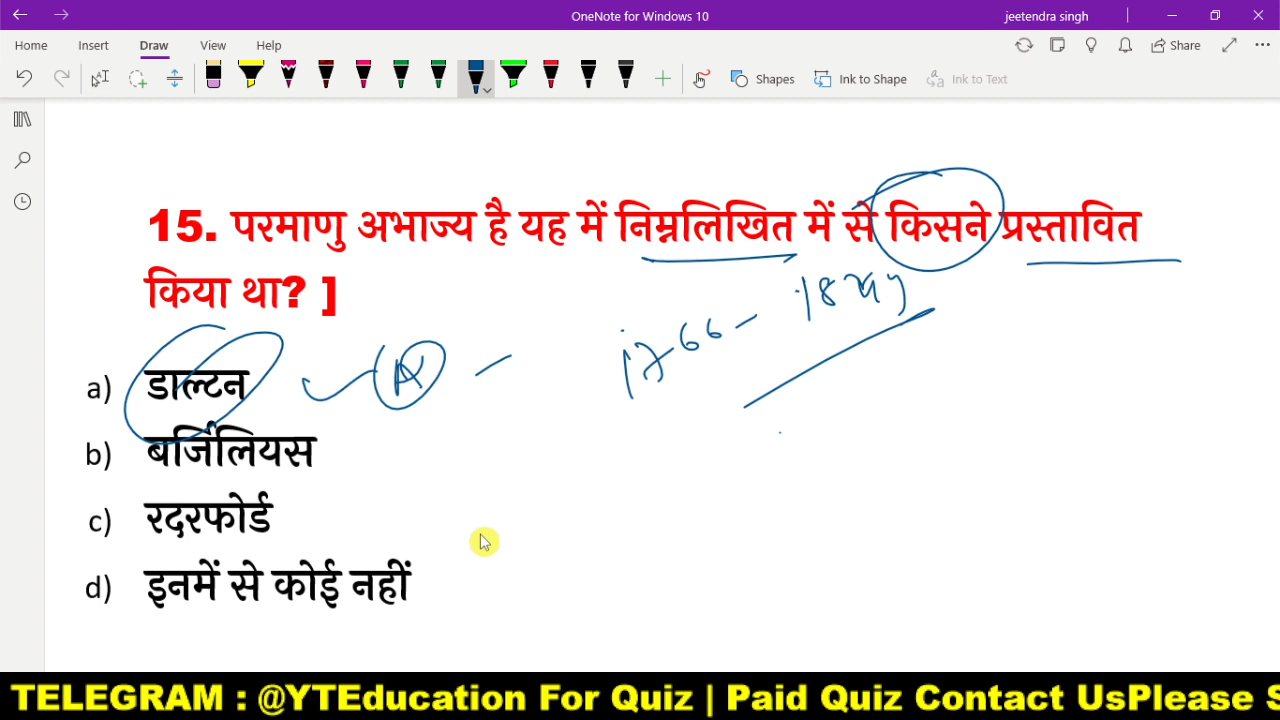 OneNote for Windows 10
jeetendra singh
Home Insert Draw View Help
Share
Shapes Ink to Shape Ink to Text
15. परमाणु अभाज्य है यह में निम्नलिखित में से किसने प्रस्तावित
किया था? ]
1766 –
a) डाल्टन
b) बर्जिलियस
c) रदरफोर्ड
d) इनमें से कोई नहीं
TELEGRAM : @YTEducation For Quiz | Paid Quiz Contact UsPlease S